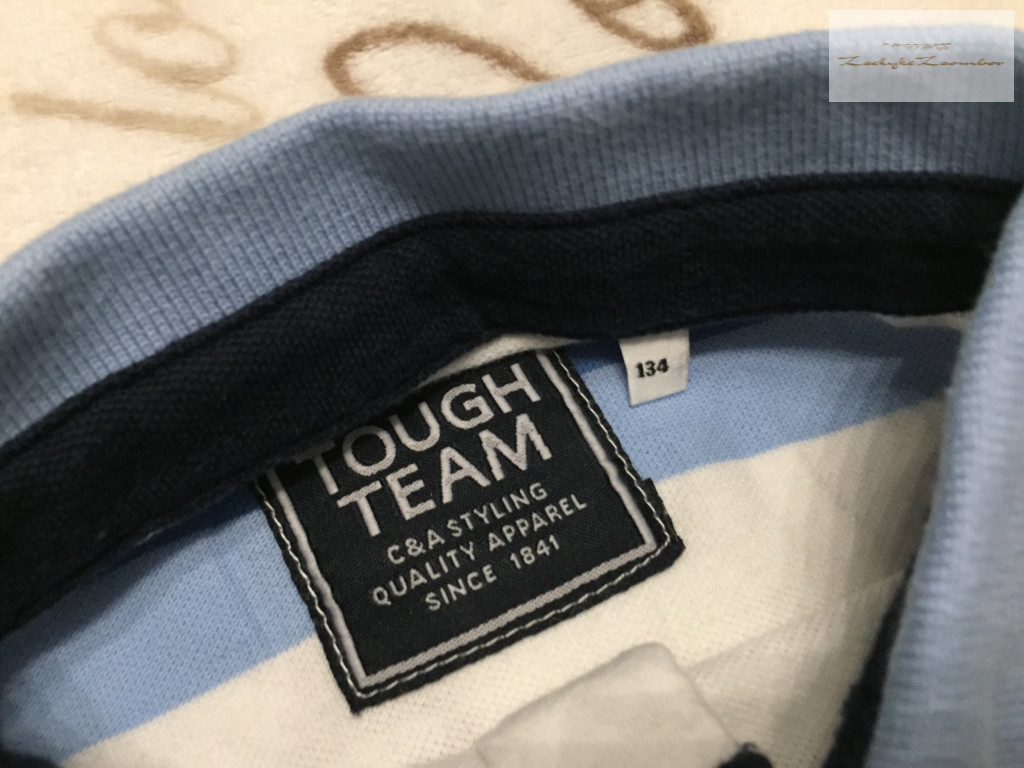 TOUGH
TEAM
C&A STYLING
QUALITY APPAREL
SINCE 1841
134